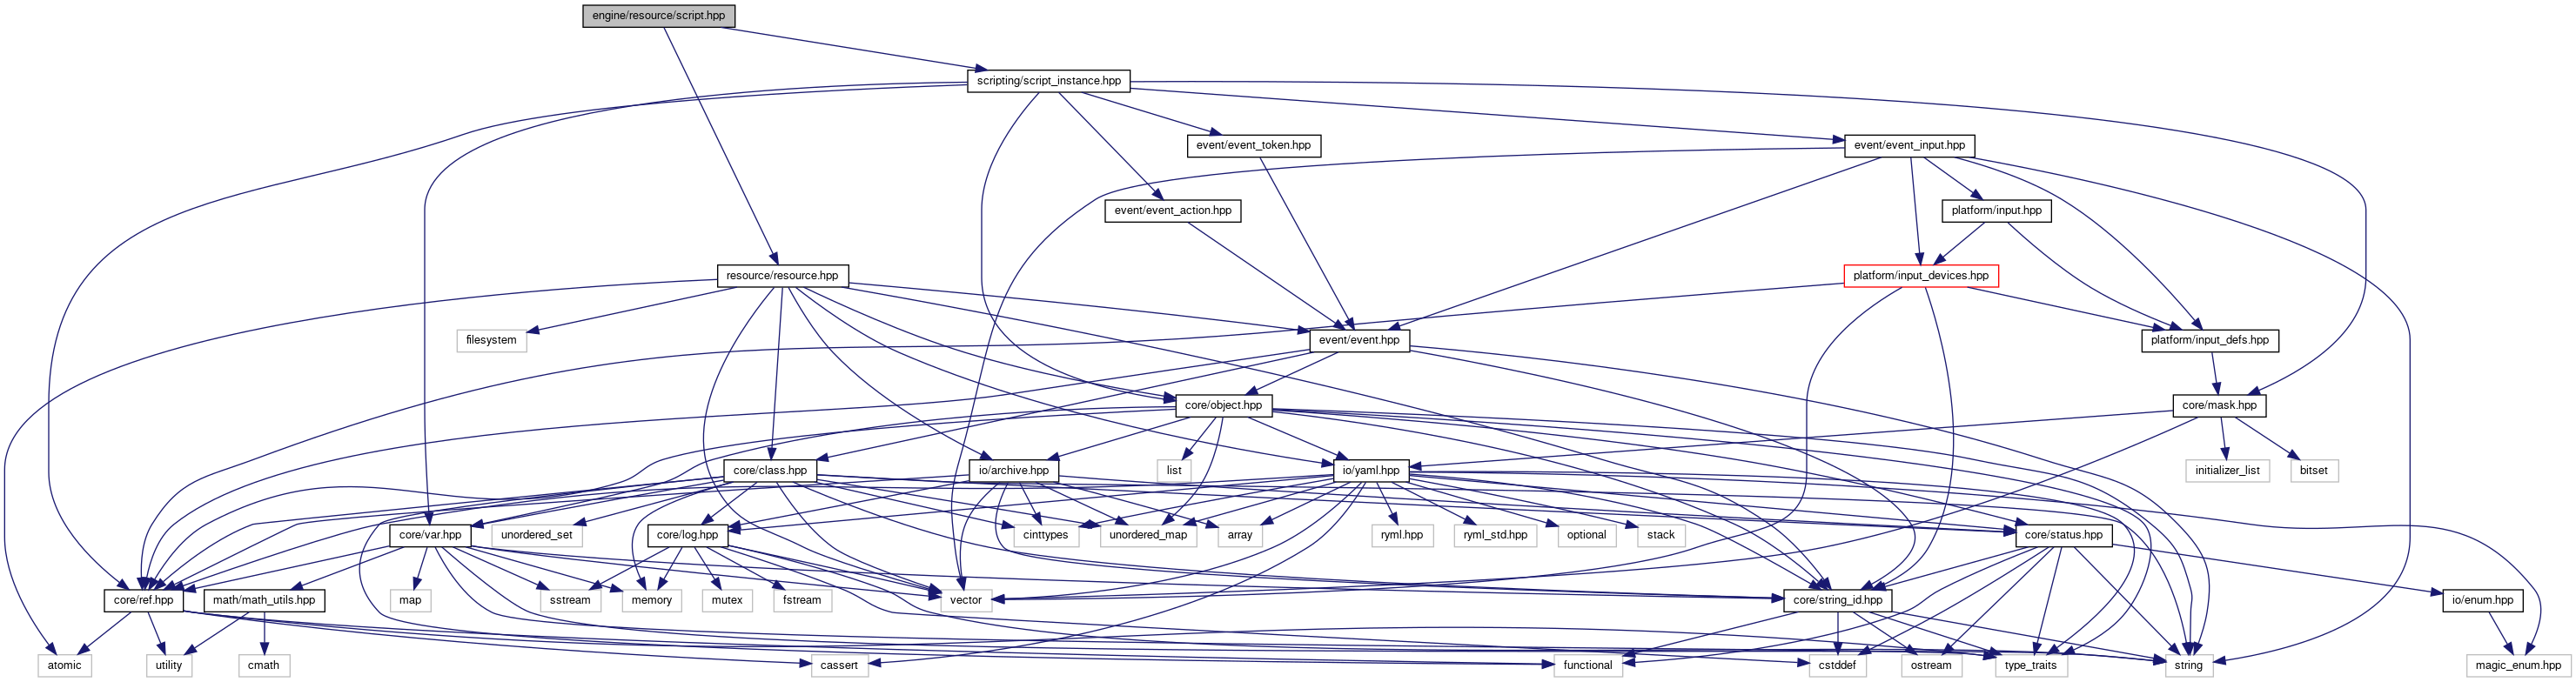 engine/resource/script.hpp
scripting/script_instance.hpp
event/event_token.hpp
event/event_input.hpp
event/event_action.hpp
platform/input.hpp
resource/resource.hpp
platform/input_devices.hpp
filesystem
event/event.hpp
platform/input_defs.hpp
core/object.hpp
core/mask.hpp
core/class.hpp
list
io/archive.hpp
io/yaml.hpp
initializer_list
bitset
core/var.hpp
unordered_set
core/log.hpp
cinttypes
unordered_map
array
ryml.hpp
ryml_std.hpp
optional
stack
core/status.hpp
core/ref.hpp
math/math_utils.hpp
map
sstream
memory
mutex
fstream
vector
core/string_id.hpp
io/enum.hpp
atomic
utility
cmath
cassert
functional
cstddef
ostream
type_traits
string
magic_enum.hpp